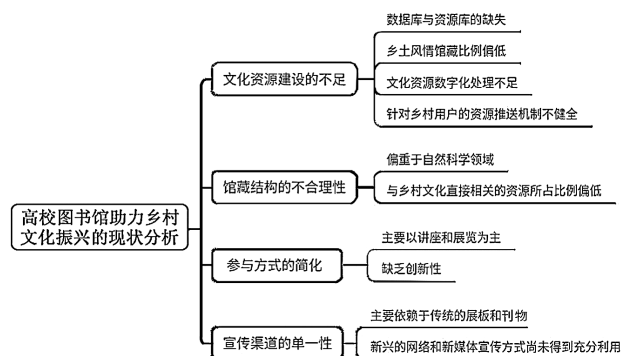 高校图书馆助力乡村
文化振兴的现状分析
文化资源建设的不足
数据库与资源库的缺失
乡土风情馆藏比例偏低
文化资源数字化处理不足
针对乡村用户的资源推送机制不健全
馆藏结构的不合理性
偏重于自然科学领域
与乡村文化直接相关的资源所占比例偏低
参与方式的简化
主要以讲座和展览为主
缺乏创新性
宣传渠道的单一性
主要依赖于传统的展板和刊物
新兴的网络和新媒体宣传方式尚未得到充分利用